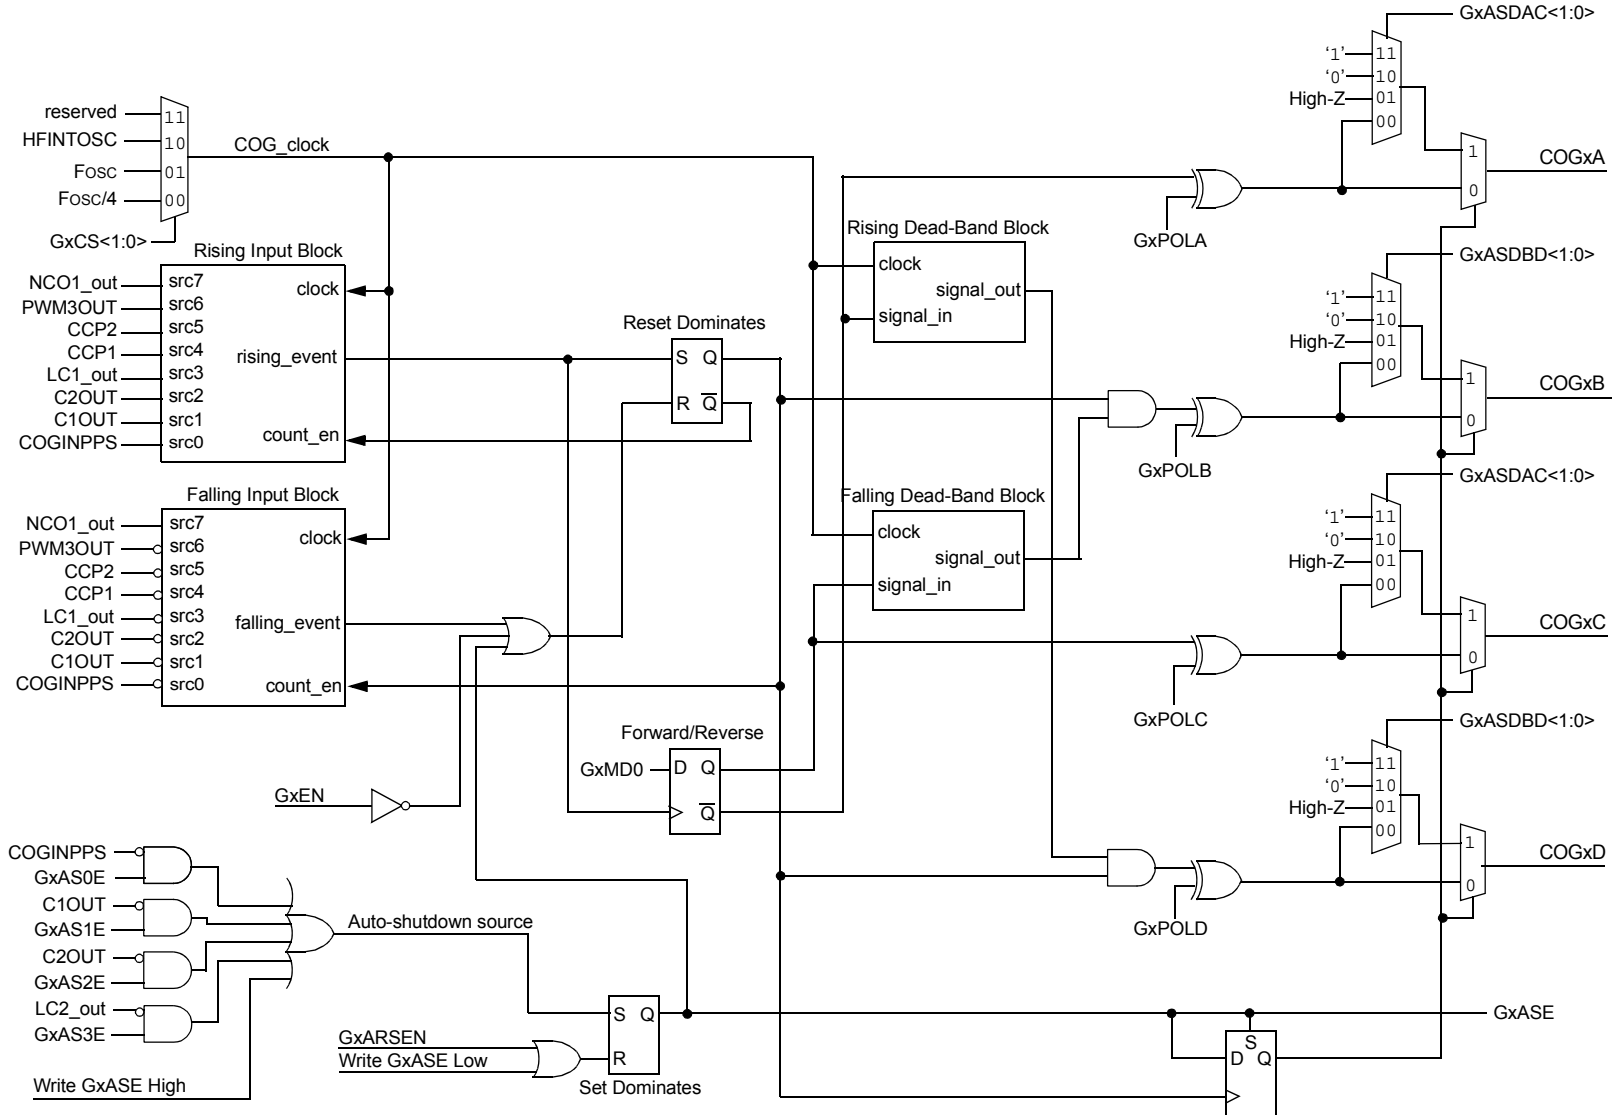 GxASDAC<1:0>
'1' 11
'0' 10
High-Z 01
00
1
0
COGxA
GxPOLA
reserved 11
HFINTOSC 10
FOSC 01
FOSC/4 00
GxCS<1:0>
COG_clock
Rising Input Block
NCO1_out src7
PWM3OUT src6
CCP2 src5
CCP1 src4
LC1_out src3
C2OUT src2
C1OUT src1
COGINPPS src0
clock
rising_event
count_en
Reset Dominates
S Q
R Q
Rising Dead-Band Block
clock
signal_out
signal_in
GxASDBD<1:0>
'1' 11
'0' 10
High-Z 01
00
1
0
COGxB
GxPOLB
Falling Input Block
NCO1_out src7
PWM3OUT src6
CCP2 src5
CCP1 src4
LC1_out src3
C2OUT src2
C1OUT src1
COGINPPS src0
clock
falling_event
count_en
Falling Dead-Band Block
clock
signal_out
signal_in
GxASDAC<1:0>
'1' 11
'0' 10
High-Z 01
00
1
0
COGxC
GxPOLC
Forward/Reverse
GxMD0 D Q
Q
GxEN
GxASDBD<1:0>
'1' 11
'0' 10
High-Z 01
00
1
0
COGxD
GxPOLD
COGINPPS
GxAS0E
C1OUT
GxAS1E
C2OUT
GxAS2E
LC2_out
GxAS3E
Write GxASE High
Auto-shutdown source
GxARSEN
Write GxASE Low
S Q
R
Set Dominates
GxASE
S
D Q